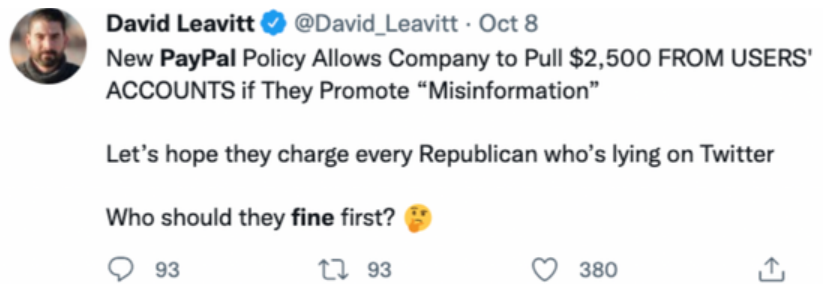 David Leavitt @David_Leavitt · Oct 8
New PayPal Policy Allows Company to Pull $2,500 FROM USERS'
ACCOUNTS if They Promote “Misinformation”
Let’s hope they charge every Republican who’s lying on Twitter
Who should they fine first? 🤔
93 93 380